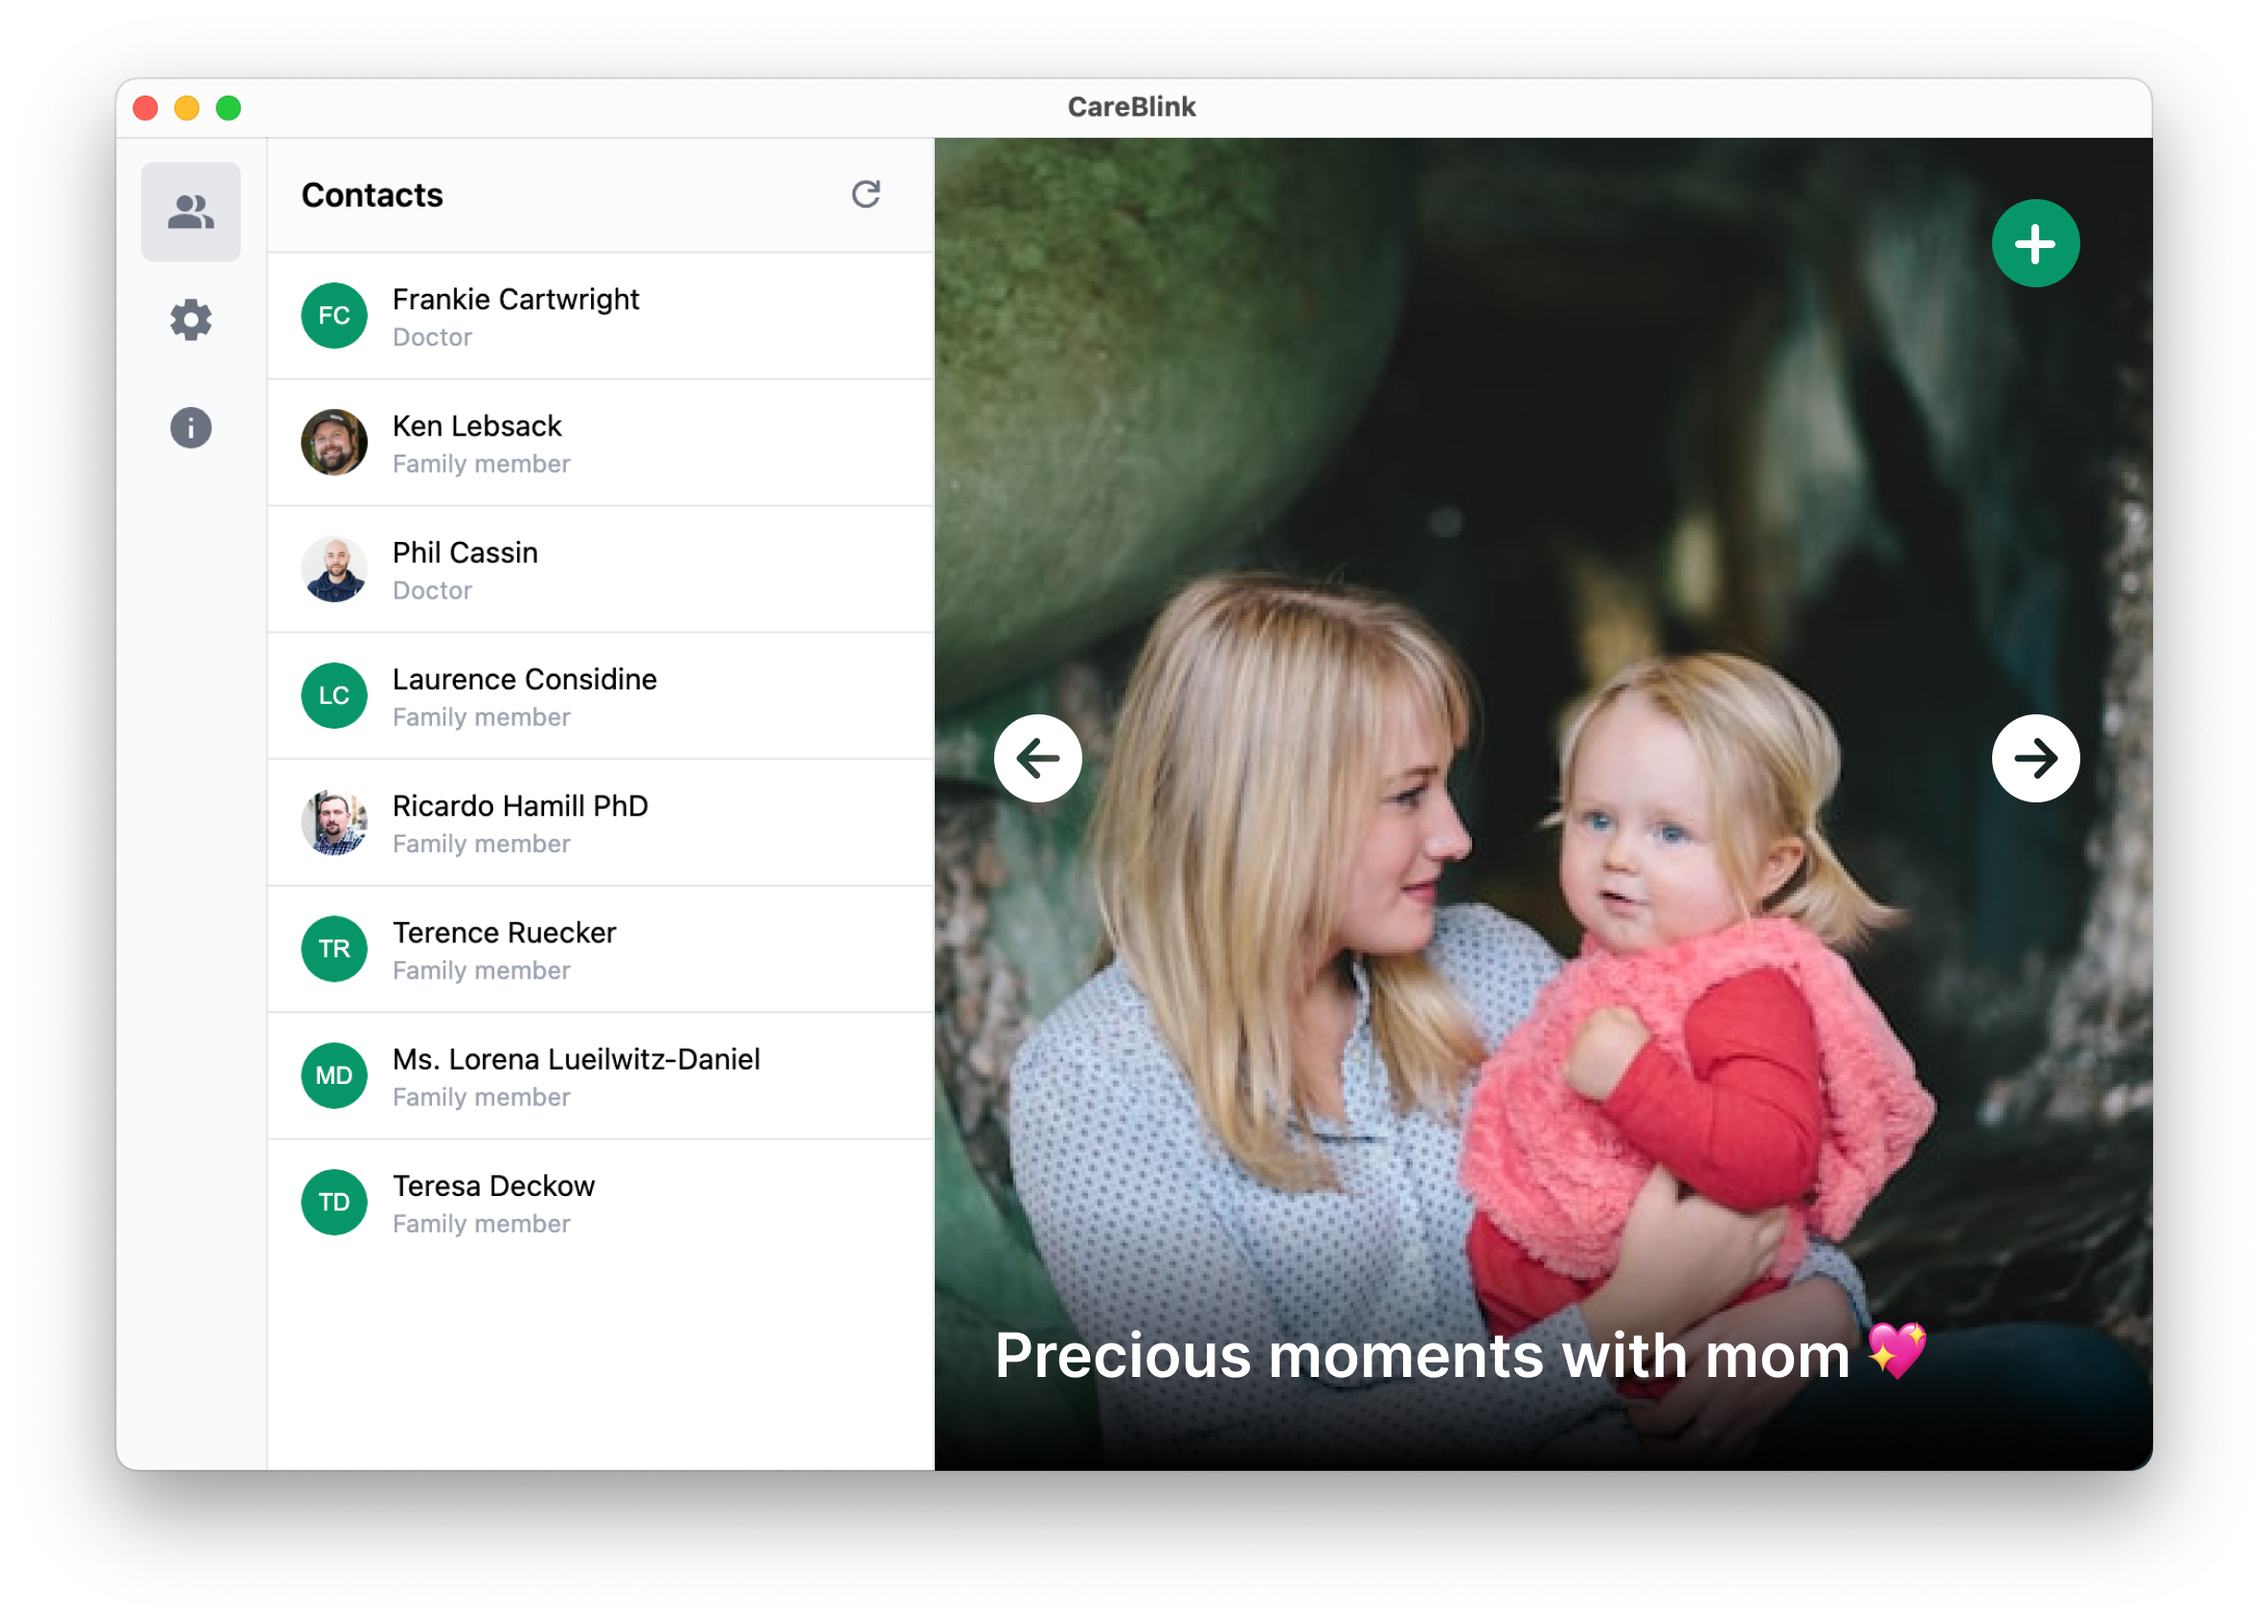 CareBlink
Contacts
FC
Frankie Cartwright
Doctor
Ken Lebsack
Family member
Phil Cassin
Doctor
LC
Laurence Considine
Family member
Ricardo Hamill PhD
Family member
TR
Terence Ruecker
Family member
MD
Ms. Lorena Lueilwitz-Daniel
Family member
TD
Teresa Deckow
Family member
Precious moments with mom 💖